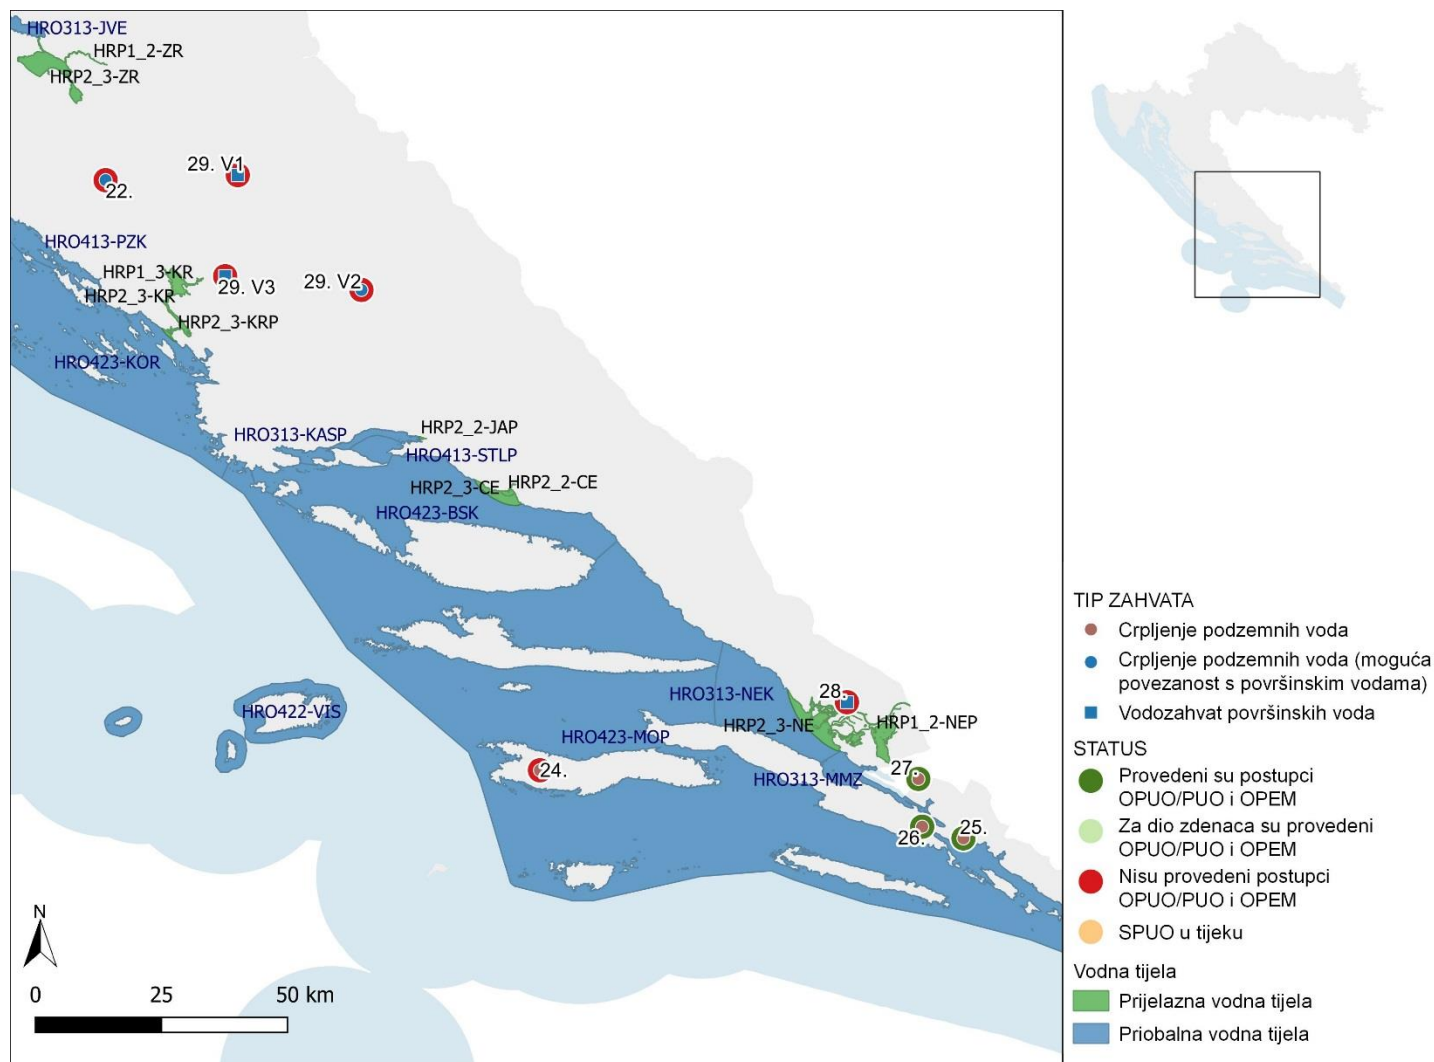 HRO313-JVE
HRP1_2-ZR
HRP2_3-ZR
29. V1
22.
HRO413-PZK
HRP1_3-KR
29. V3
29. V2
HRP2_3-KR
HRP2_3-KRP
HRO423-KOR
HRP2_2-JAP
HRO313-KASP
HRO413-STLP
HRP2_3-CE
HRP2_2-CE
HRO423-BSK
HRO313-NEK
28.
HRO422-VIS
HRP2_3-NE
HRP1_2-NEP
HRO423-MOP
24.
HRO313-MMZ
27.
26.
25.
N
0
25
50 km
TIP ZAHVATA
Crpljenje podzemnih voda
Crpljenje podzemnih voda (moguća
povezanost s površinskim vodama)
Vodozahvat površinskih voda
STATUS
Provedeni su postupci
OPUO/PUO i OPEM
Za dio zdenaca su provedeni
OPUO/PUO i OPEM
Nisu provedeni postupci
OPUO/PUO i OPEM
SPUO u tijeku
Vodna tijela
Prijelazna vodna tijela
Priobalna vodna tijela